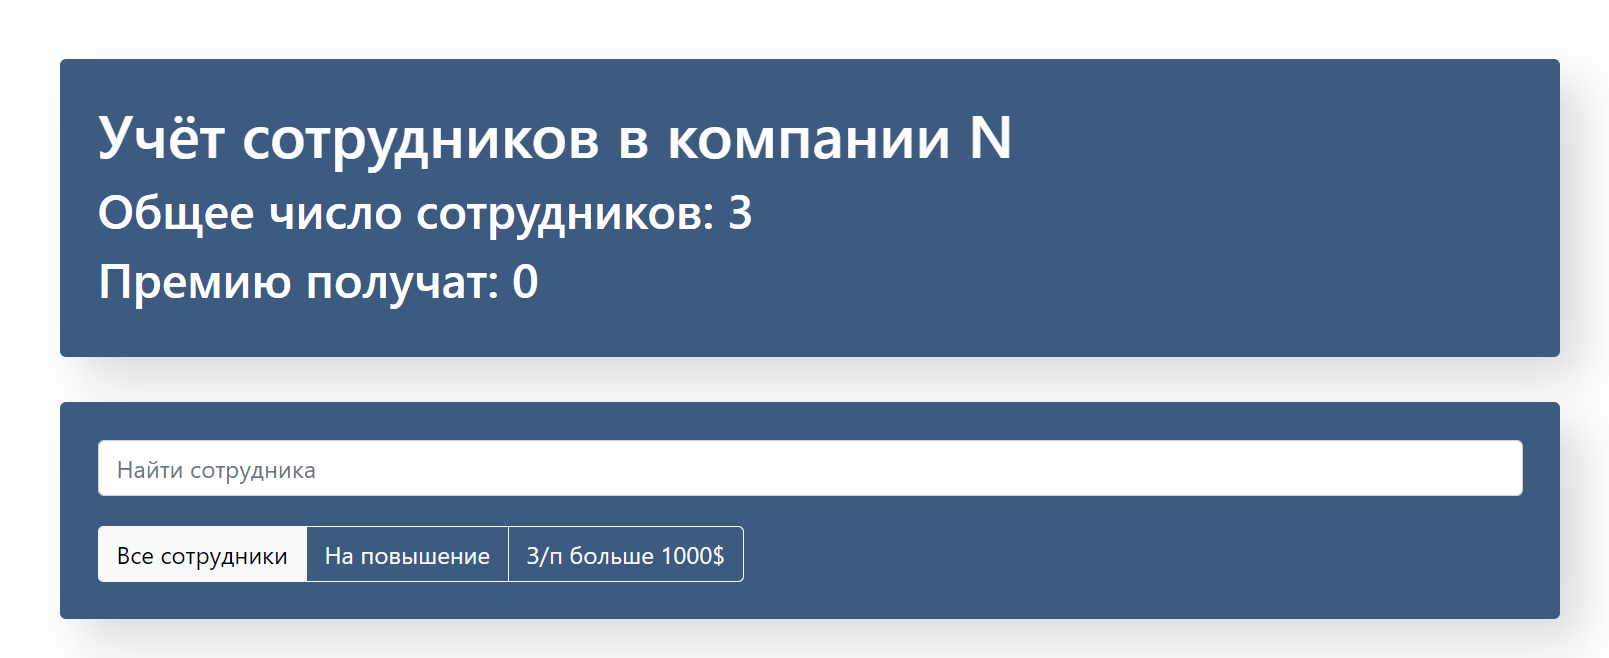 Учёт сотрудников в компании N
Общее число сотрудников: 3
Премию получат: 0
Найти сотрудника
Все сотрудники На повышение З/п больше 1000$